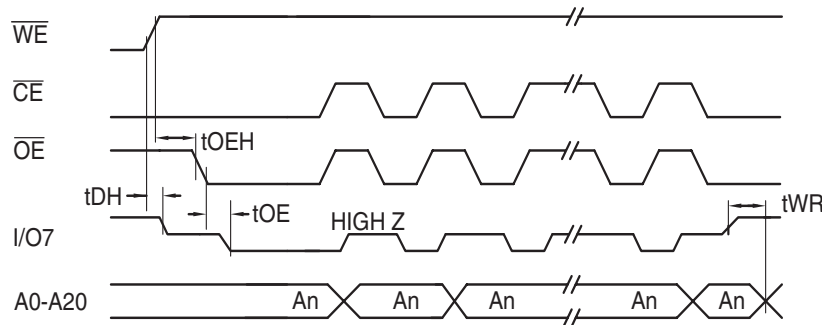 WE
CE
tOEH
OE
tDH
tOE
tWR
HIGH Z
I/O7
A0-A20 An An An An An